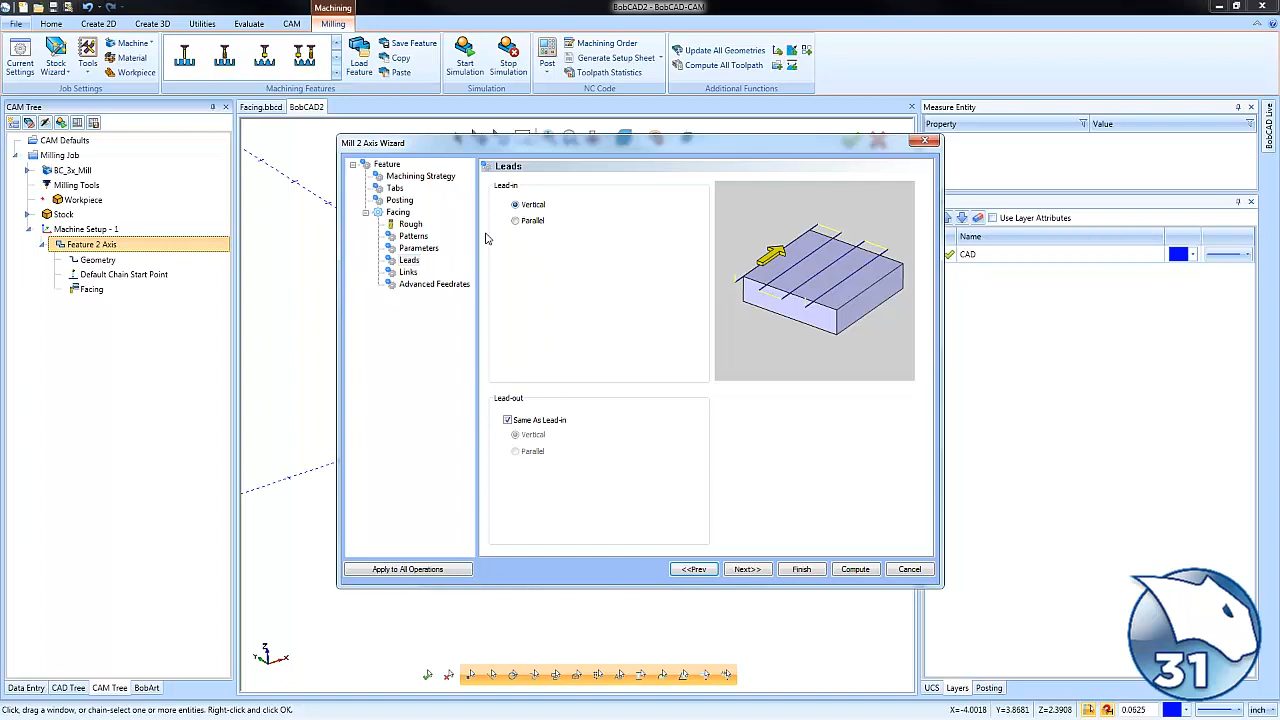 Machining
BobCAD2 - BobCAD-CAM
File
Home
Create 2D
Create 3D
Utilities
Evaluate
CAM
Milling
Current Settings
Stock Wizard
Tools
Machine
Material
Workpiece
Load Feature
Save Feature
Copy
Paste
Start Simulation
Stop Simulation
Post
Machining Order
Generate Setup Sheet
Toolpath Statistics
Update All Geometries
Compute All Toolpath
Job Settings
Machining Features
Simulation
NC Code
Additional Functions
CAM Tree
Facing.bbcd
BobCAD2
Measure Entity
Property
Value
BobCAD Live
CAM Defaults
Milling Job
BC_3x_Mill
Milling Tools
Workpiece
Stock
Machine Setup - 1
Feature 2 Axis
Geometry
Default Chain Start Point
Facing
Mill 2 Axis Wizard
Feature
Machining Strategy
Tabs
Posting
Facing
Rough
Patterns
Parameters
Leads
Links
Advanced Feedrates
Leads
Lead-in
Vertical
Parallel
Lead-out
Same As Lead-in
Vertical
Parallel
Apply to All Operations
<<Prev
Next>>
Finish
Compute
Cancel
Use Layer Attributes
Name
CAD
Z
Y
X
31
Data Entry
CAD Tree
CAM Tree
BobArt
UCS
Layers
Posting
Click, drag a window, or chain-select one or more entities. Right-click and click OK.
X=-4.0018
Y=3.8681
Z=2.3908
0.0625
inch